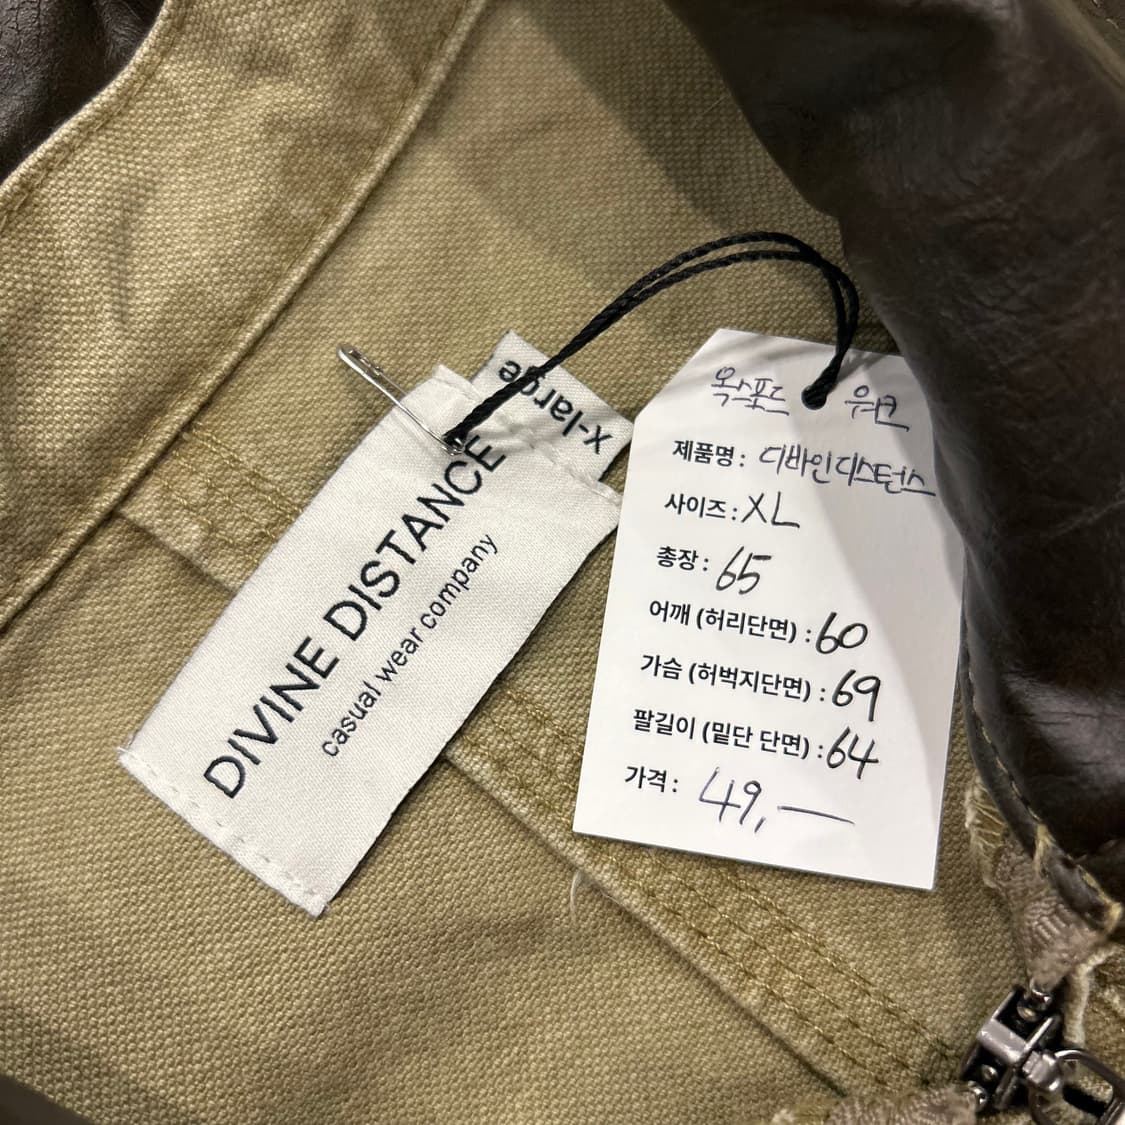 x-large
DIVINE DISTANCE
casual wear company
옥스포드 워크
제품명 : 디바인디스턴스
사이즈 : XL
총장 : 65
어깨 (허리단면) : 60
가슴 (허벅지단면) : 69
팔길이 (밑단 단면) : 64
가격 : 49,—